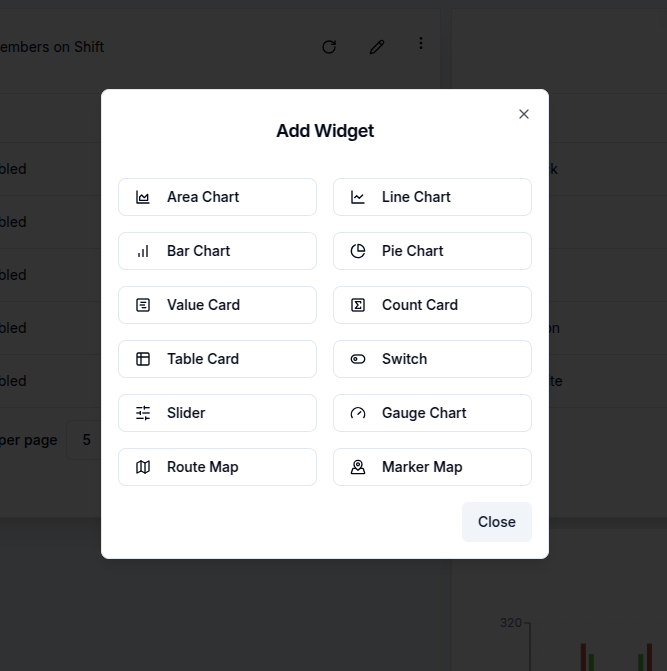 embers on Shift
Add Widget
Area Chart
Line Chart
bled
k
Bar Chart
Pie Chart
bled
bled
Value Card
Count Card
bled
on
Table Card
Switch
bled
te
Slider
Gauge Chart
per page
5
Route Map
Marker Map
Close
320